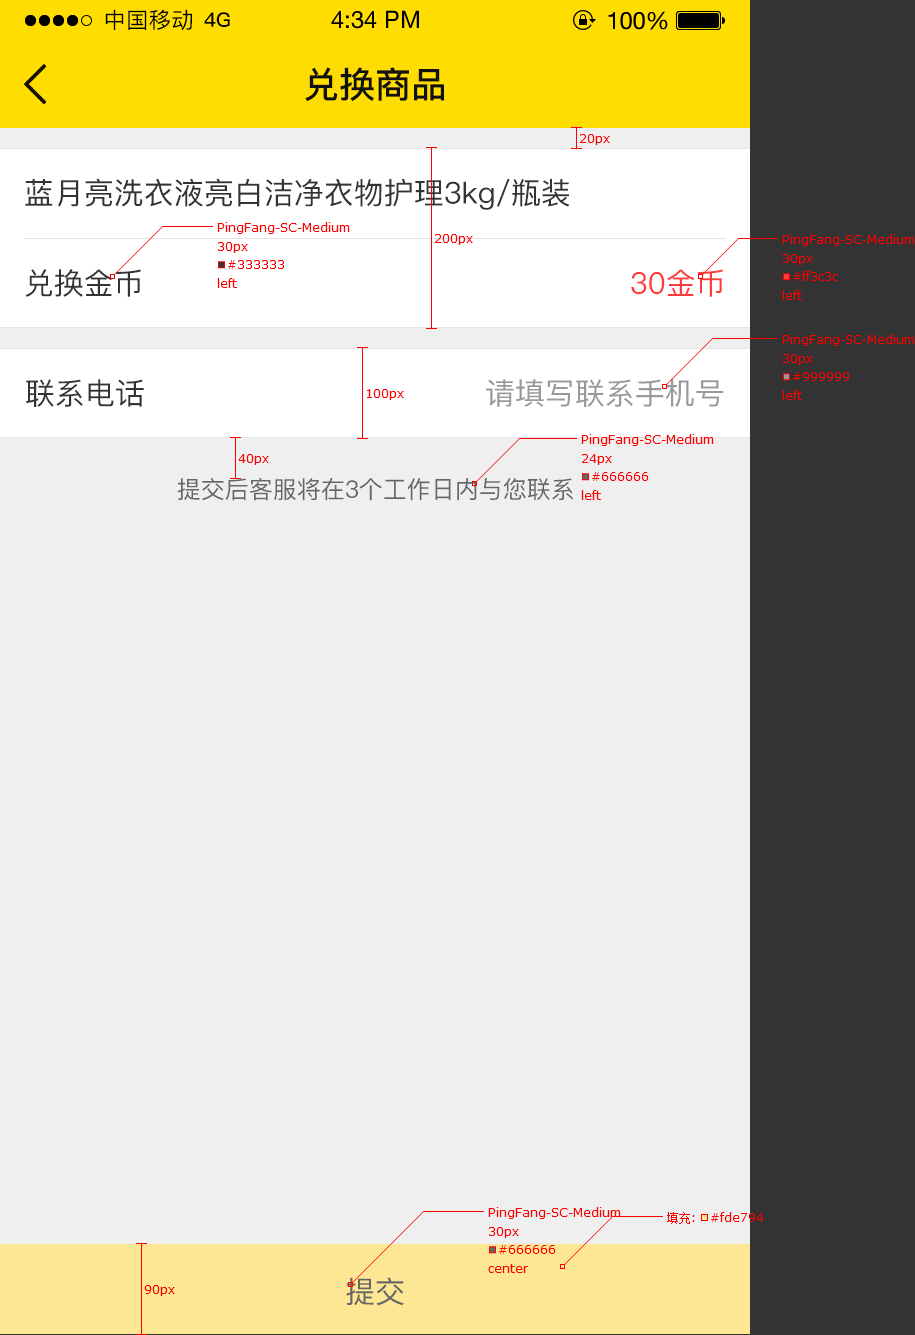 中国移动 4G 4:34 PM 100%
兑换商品
20px
蓝月亮洗衣液亮白洁净衣物护理3kg/瓶装
PingFang-SC-Medium
30px
#333333
left
200px
PingFang-SC-Medium
30px
#ff3c3c
left
兑换金币 30金币
PingFang-SC-Medium
30px
#999999
left
联系电话 100px 请填写联系手机号
PingFang-SC-Medium
24px
#666666
left
40px
提交后客服将在3个工作日内与您联系
PingFang-SC-Medium
30px
#666666
center
填充: #fde794
90px
提交